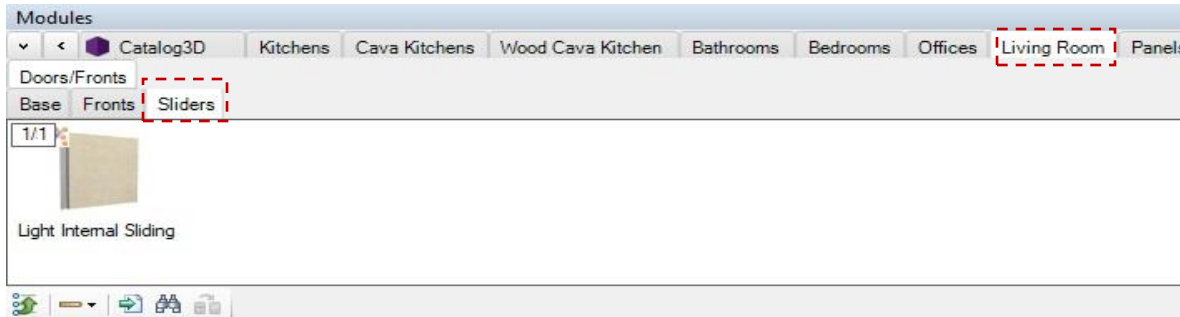 Modules
Catalog3D Kitchens Cava Kitchens Wood Cava Kitchen Bathrooms Bedrooms Offices Living Room Panels
Doors/Fronts
Base Fronts Sliders
1/1
Light Internal Sliding